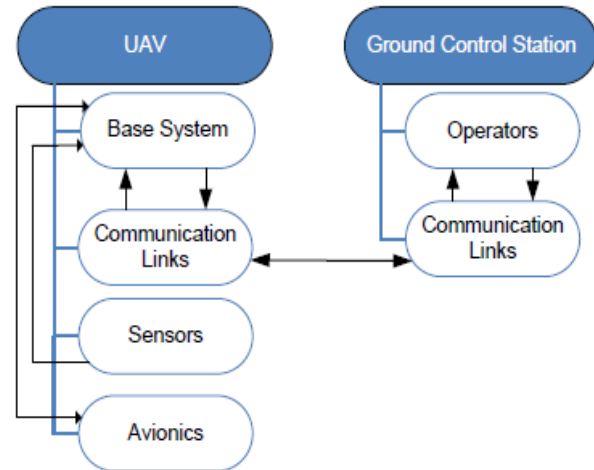 UAV
Ground Control Station
Base System
Operators
Communication
Links
Communication
Links
Sensors
Avionics